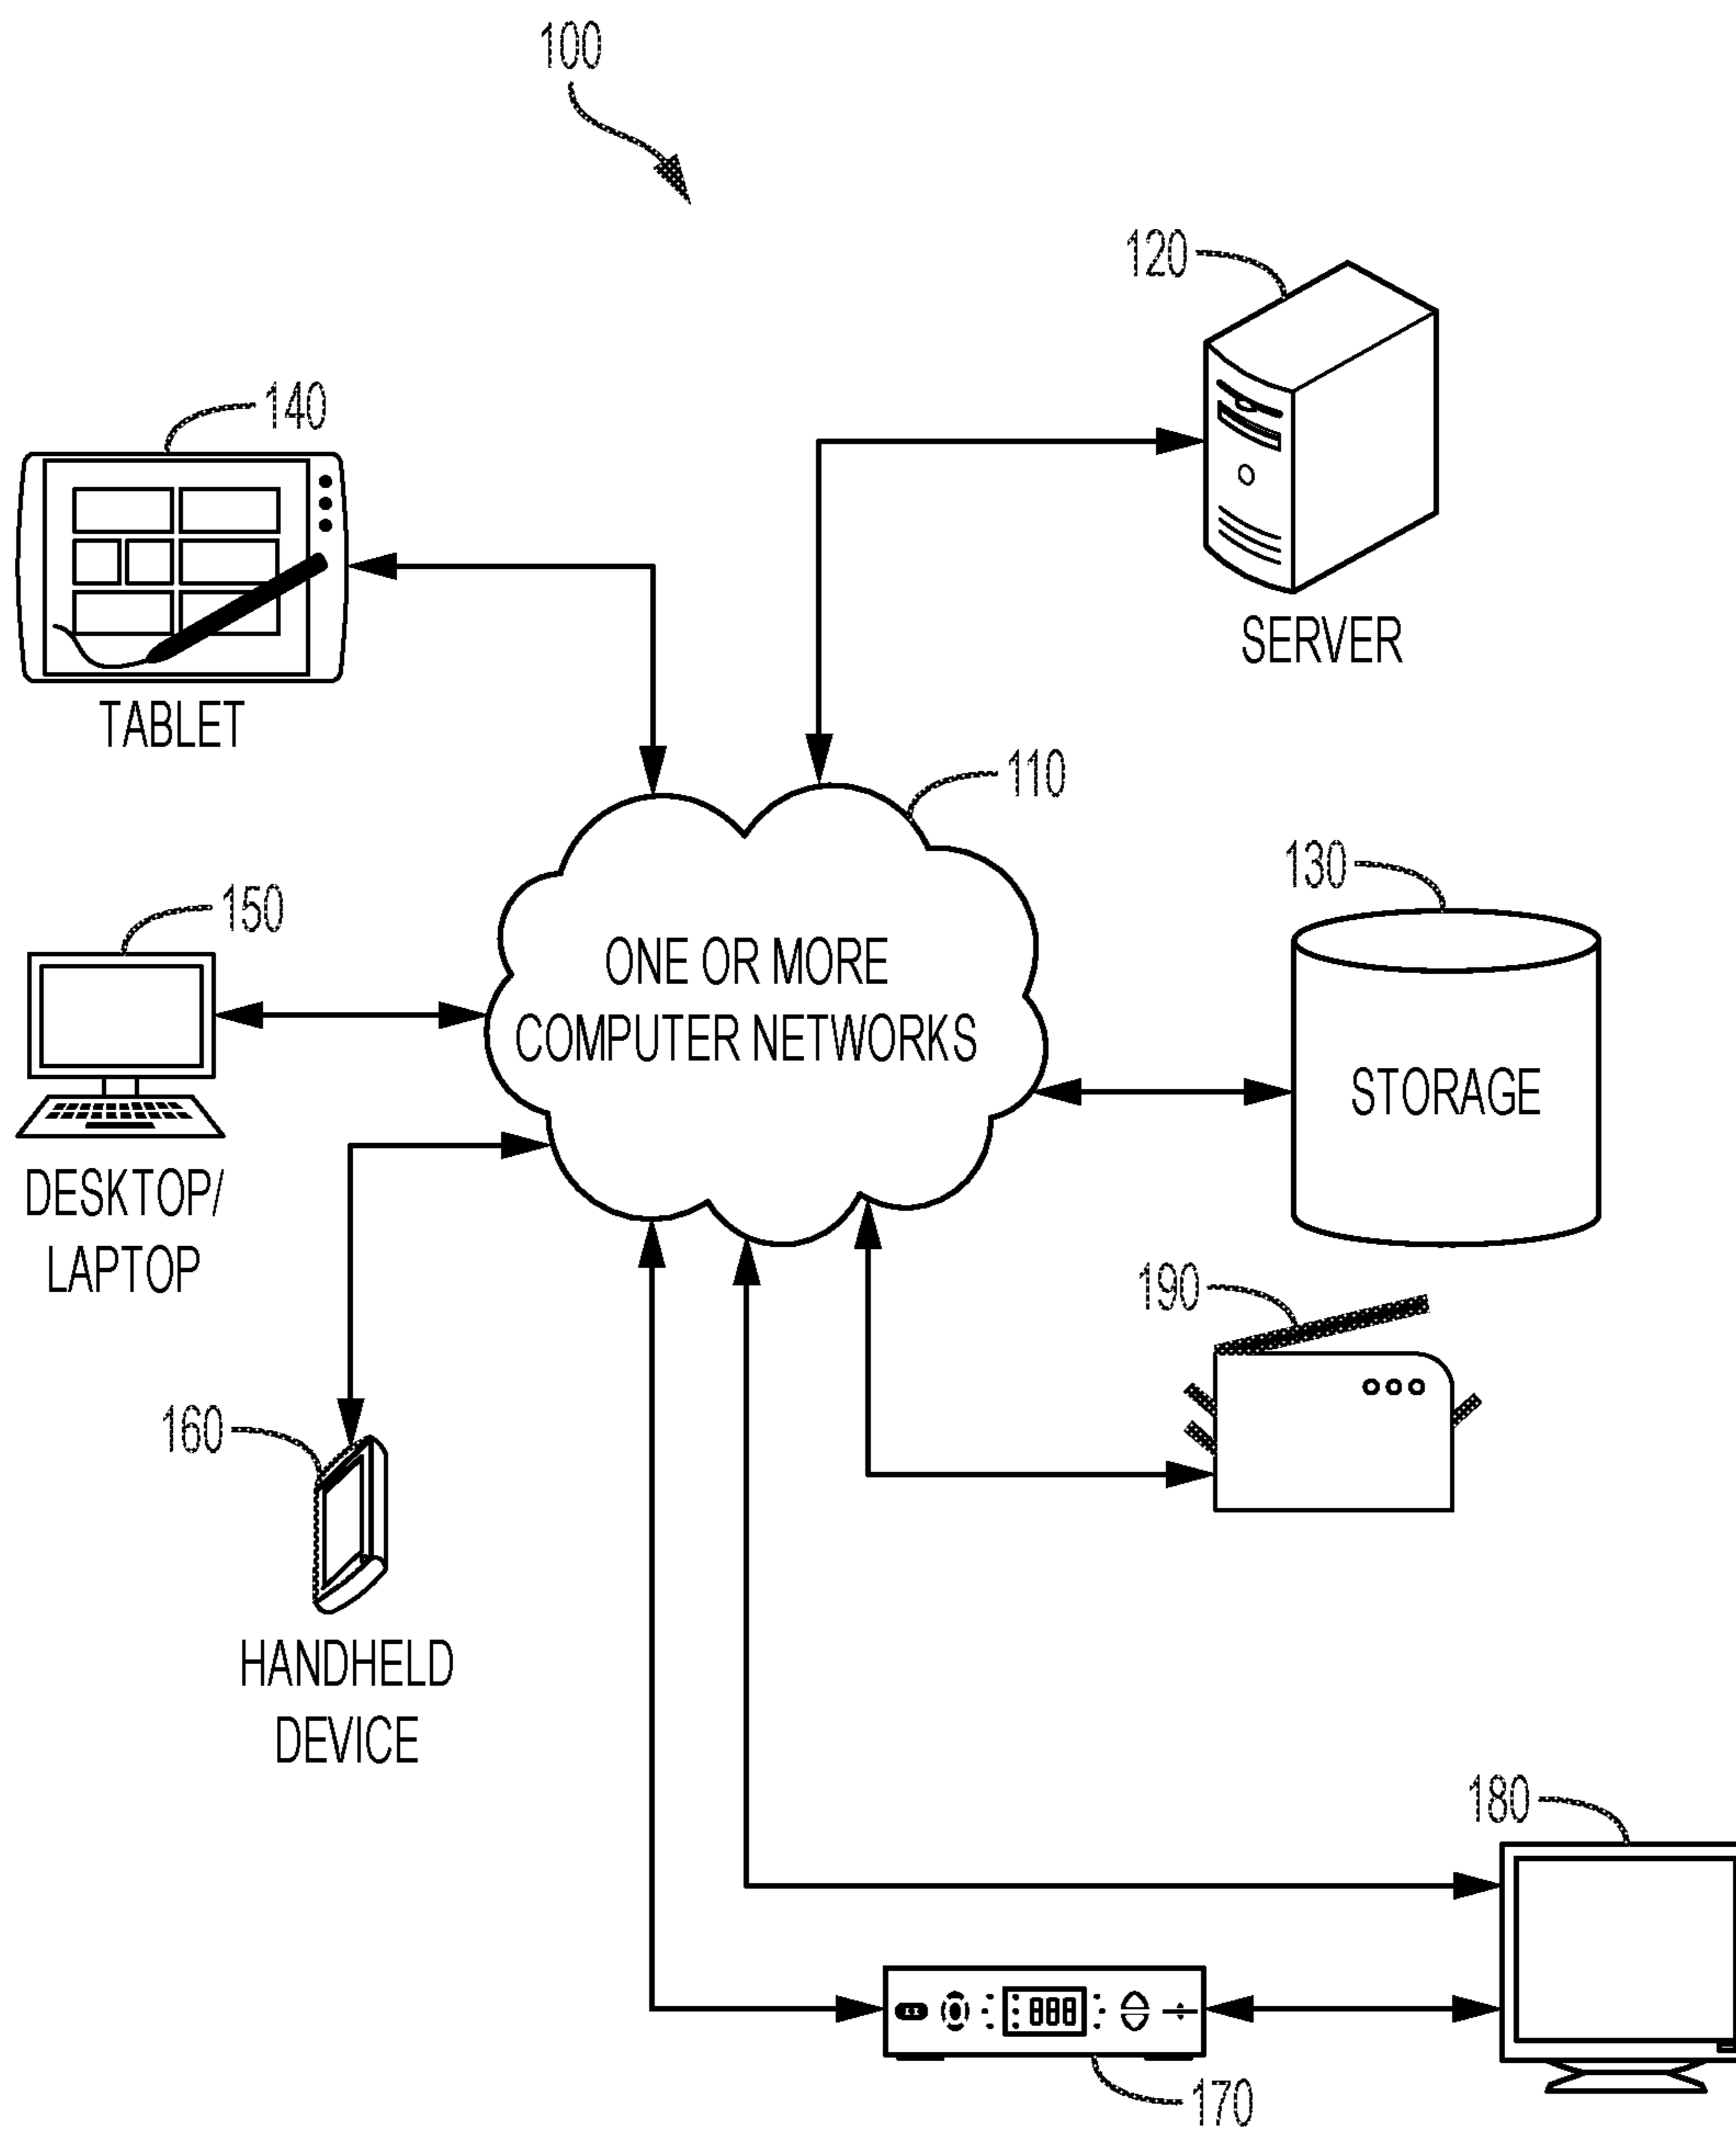 100
120
140
TABLET
SERVER
110
130
150
ONE OR MORE
COMPUTER NETWORKS
STORAGE
DESKTOP/
LAPTOP
190
160
HANDHELD
DEVICE
180
888
170